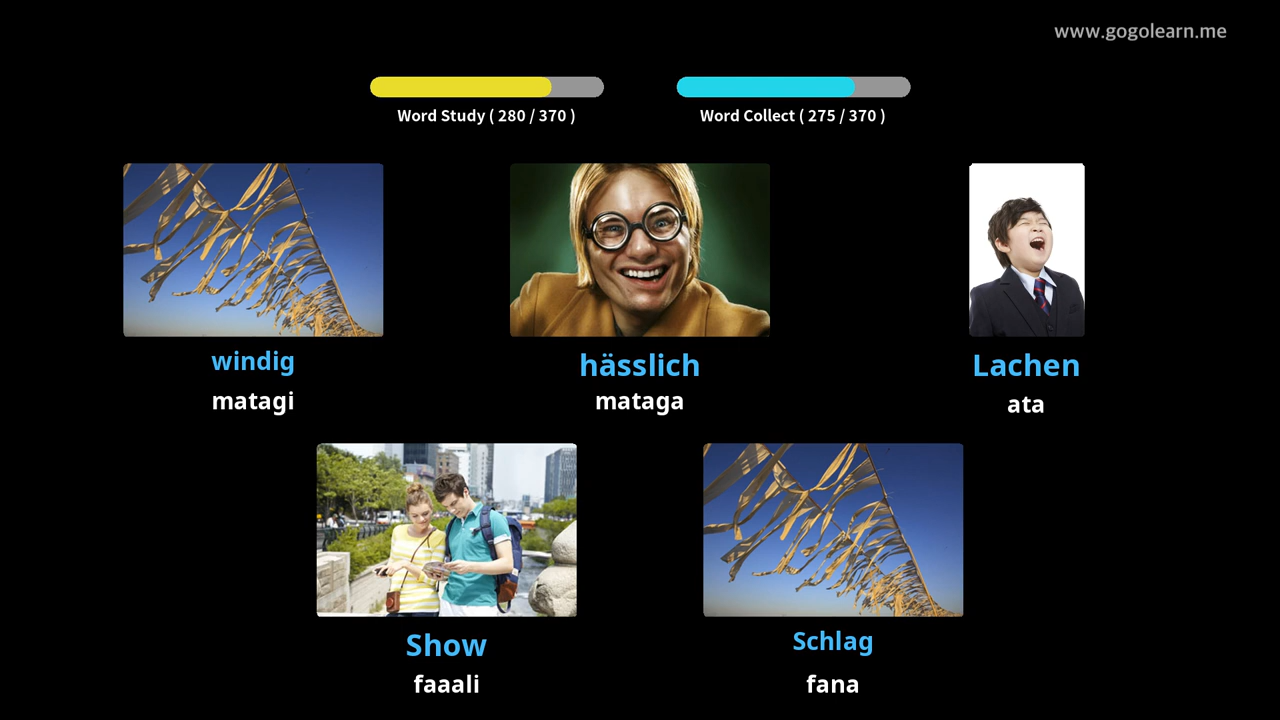 www.gogolearn.me
Word Study ( 280 / 370 )
Word Collect ( 275 / 370 )
windig
matagi
hässlich
mataga
Lachen
ata
Show
faaali
Schlag
fana